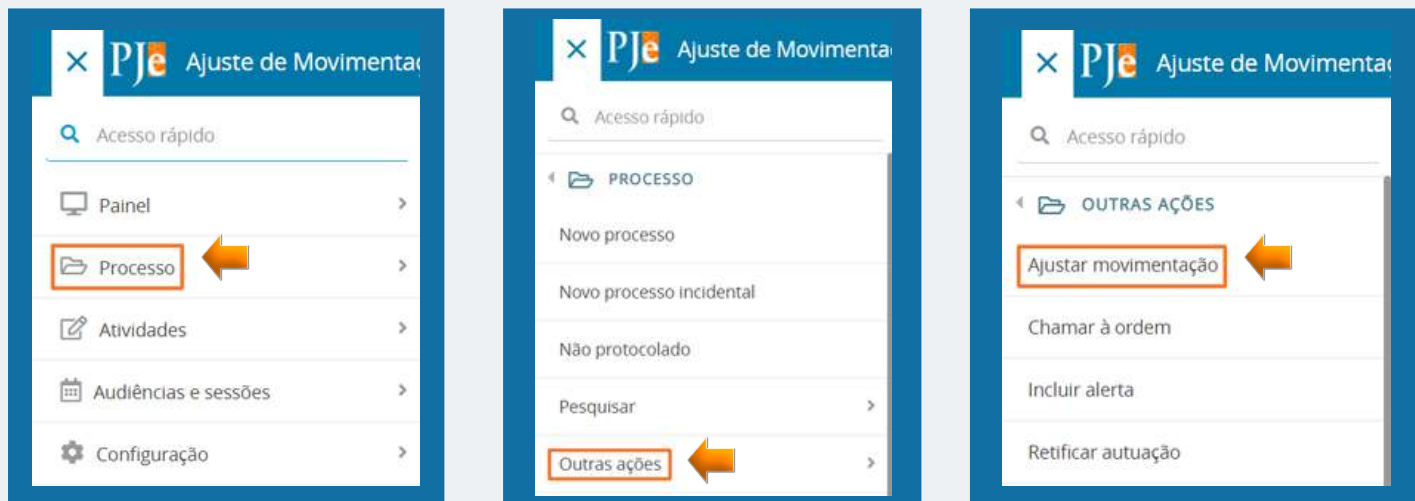 PJe Ajuste de Movimentaç
Acesso rápido
Painel
Processo
Atividades
Audiências e sessões
Configuração
PJe Ajuste de Movimenta
Acesso rápido
PROCESSO
Novo processo
Novo processo incidental
Não protocolado
Pesquisar
Outras ações
PJe Ajuste de Movimentaç
Acesso rápido
OUTRAS AÇÕES
Ajustar movimentação
Chamar à ordem
Incluir alerta
Retificar autuação